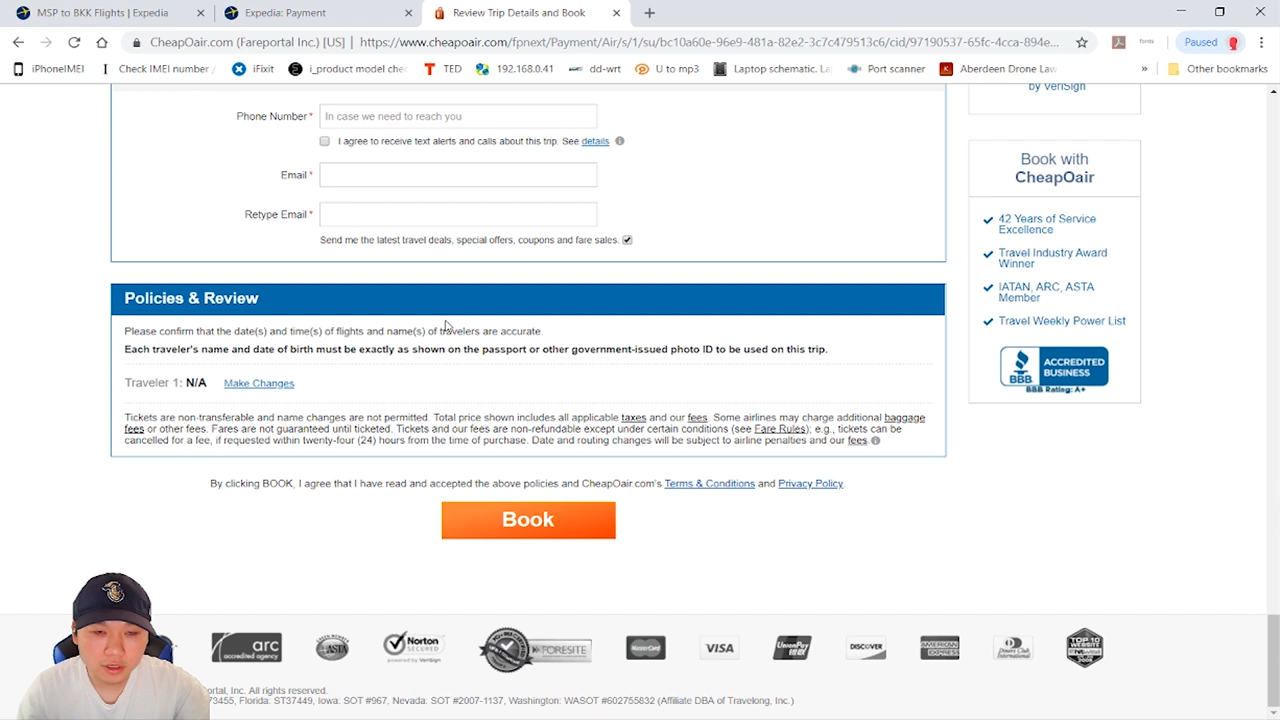 MSP to BKK Flights | Expedia
Expedia: Payment
Review Trip Details and Book
CheapOair.com (Fareportal Inc.) [US] | https://www.cheapoair.com/fpnext/Payment/Air/s/1/su/bc10a60e-96e9-481a-82e2-3c7c479513c6/cid/97190537-65fc-4cca-894e...
Paused
iPhoneIMEI
Check IMEI number
iFixit
i_product model chec
TED
192.168.0.41
dd-wrt
U to mp3
Laptop schematic. La
Port scanner
Aberdeen Drone Law
»
Other bookmarks
by VeriSign
Phone Number * In case we need to reach you
I agree to receive text alerts and calls about this trip. See details
Email *
Retype Email *
Send me the latest travel deals, special offers, coupons and fare sales.
Book with
CheapOair
42 Years of Service
Excellence
Travel Industry Award
Winner
IATAN, ARC, ASTA
Member
Travel Weekly Power List
BBB ACCREDITED
BUSINESS
BBB Rating: A+
Policies & Review
Please confirm that the date(s) and time(s) of flights and name(s) of travelers are accurate.
Each traveler's name and date of birth must be exactly as shown on the passport or other government-issued photo ID to be used on this trip.
Traveler 1: N/A Make Changes
Tickets are non-transferable and name changes are not permitted. Total price shown includes all applicable taxes and our fees. Some airlines may charge additional baggage
fees or other fees. Fares are not guaranteed until ticketed. Tickets and our fees are non-refundable except under certain conditions (see Fare Rules); e.g., tickets can be
cancelled for a fee, if requested within twenty-four (24) hours from the time of purchase. Date and routing changes will be subject to airline penalties and our fees.
By clicking BOOK, I agree that I have read and accepted the above policies and CheapOair.com's Terms & Conditions and Privacy Policy.
Book
arc
accredited agency
ASTA
Norton
SECURED
powered by VeriSign
FORESITE
MasterCard
VISA
UnionPay
DISCOVER
AMERICAN EXPRESS
Diners Club
International
TOP 10
WEBSITE
rtal, Inc. All rights reserved.
73455, Florida: ST37449, Iowa: SOT #967, Nevada: SOT #2007-1137, Washington: WASOT #602755832 (Affiliate DBA of Travelong, Inc.)